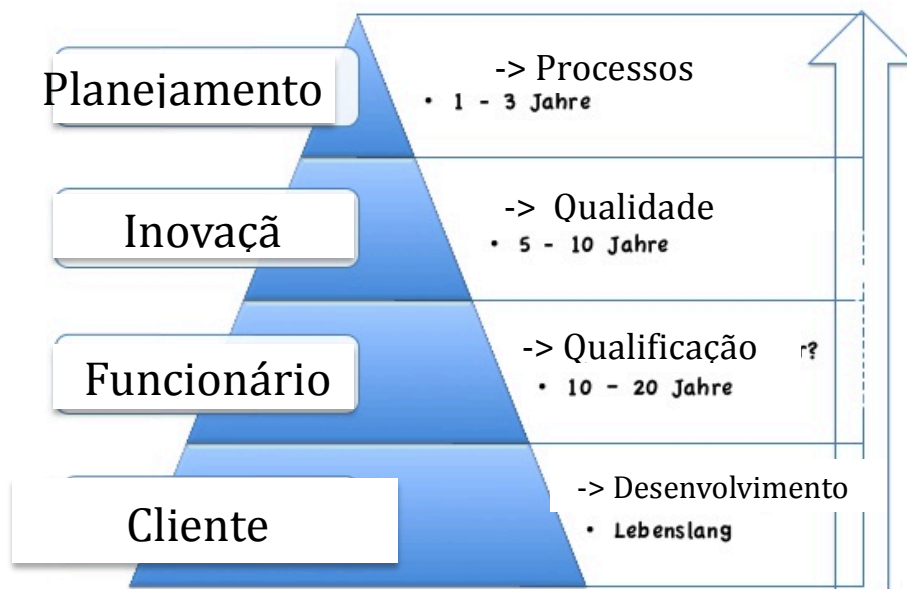 Planejamento
-> Processos
• 1 - 3 Jahre
Inovaçã
-> Qualidade
• 5 - 10 Jahre
Funcionário
-> Qualificação r?
• 10 - 20 Jahre
Cliente
-> Desenvolvimento
• Lebenslang